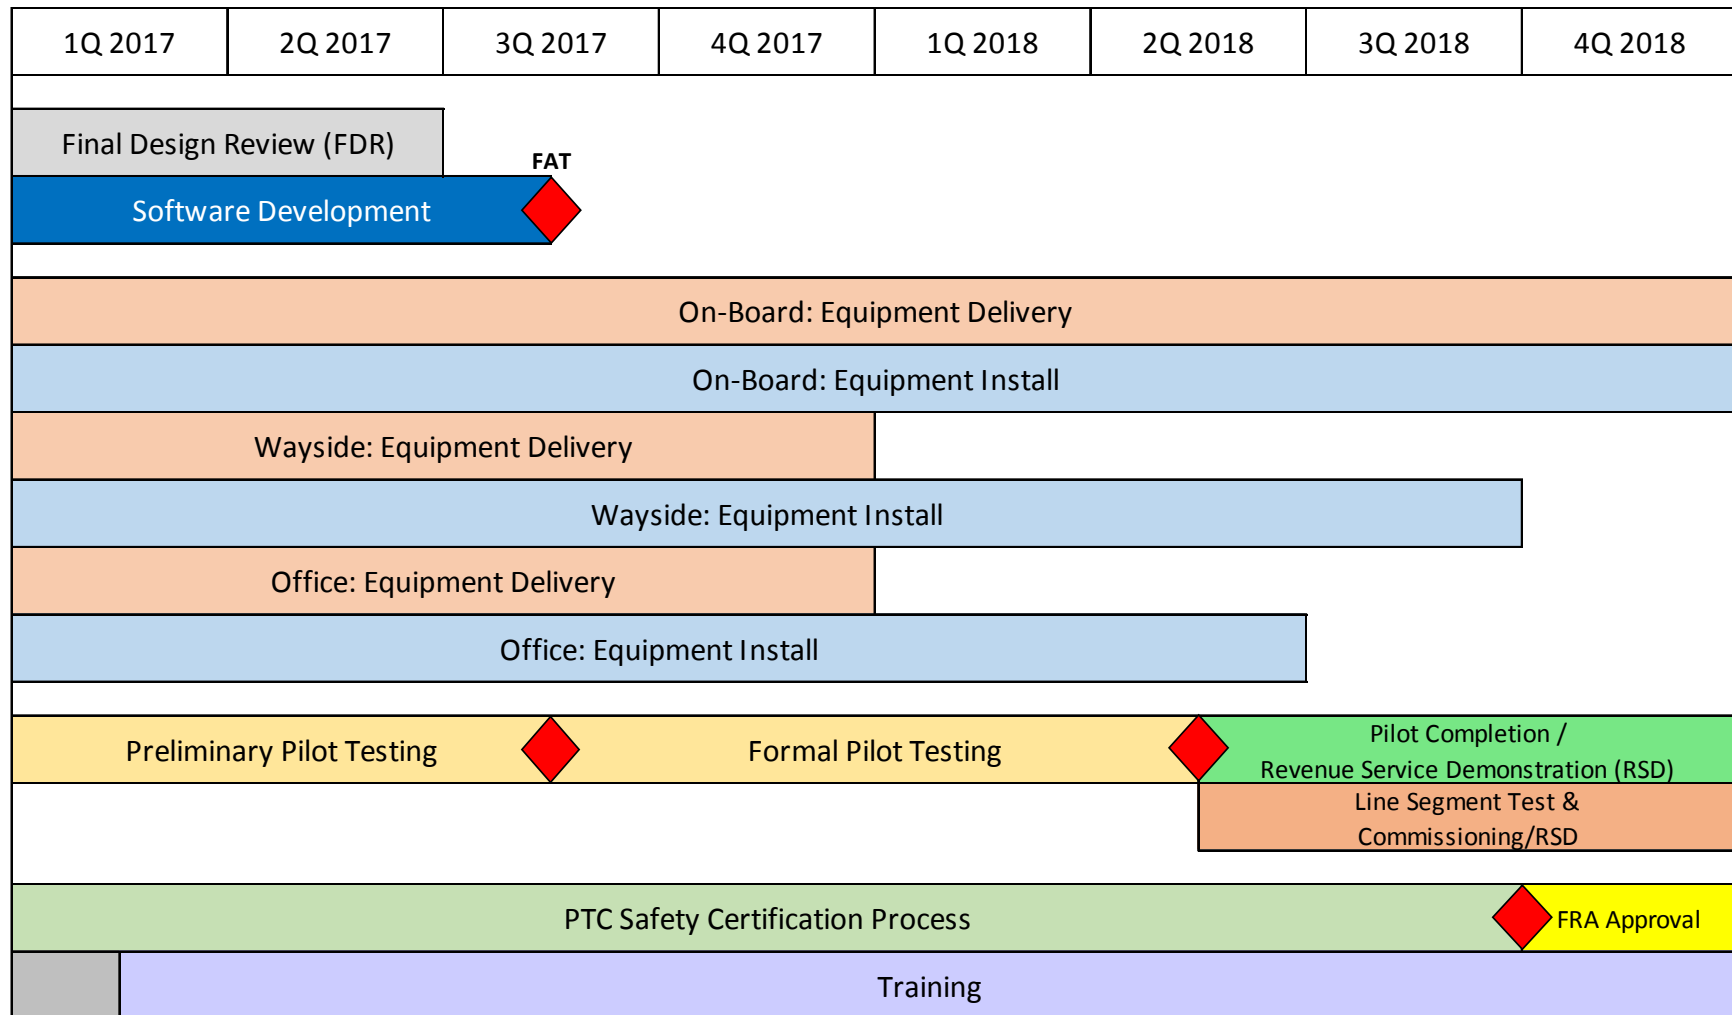 1Q 2017 2Q 2017 3Q 2017 4Q 2017 1Q 2018 2Q 2018 3Q 2018 4Q 2018
Final Design Review (FDR)
FAT
Software Development
On-Board: Equipment Delivery
On-Board: Equipment Install
Wayside: Equipment Delivery
Wayside: Equipment Install
Office: Equipment Delivery
Office: Equipment Install
Preliminary Pilot Testing
Formal Pilot Testing
Pilot Completion /
Revenue Service Demonstration (RSD)
Line Segment Test &
Commissioning/RSD
PTC Safety Certification Process
FRA Approval
Training